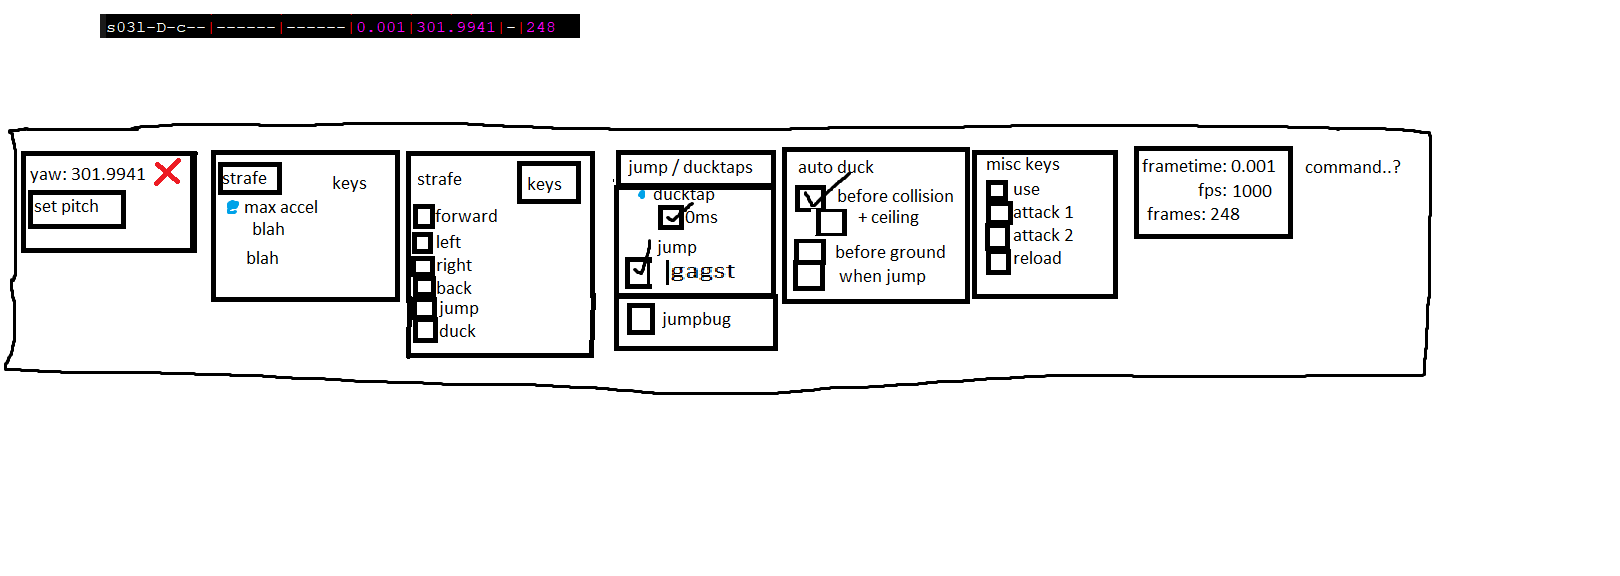 s03l-D-c--|------|------|0.001|301.9941|-|248
yaw: 301.9941
set pitch
strafe
keys
max accel
blah
blah
strafe
keys
forward
left
right
back
jump
duck
jump / ducktaps
ducktap
0ms
jump
lgagst
jumpbug
auto duck
before collision
+ ceiling
before ground
when jump
misc keys
use
attack 1
attack 2
reload
frametime: 0.001
fps: 1000
frames: 248
command..?